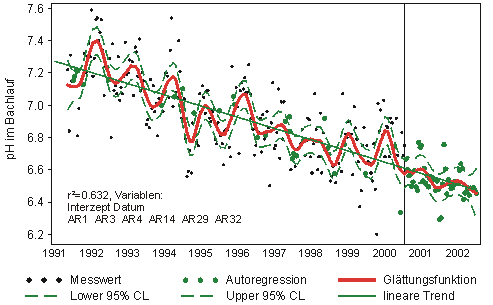 7.6
7.4
7.2
7.0
6.8
6.6
6.4
6.2
pH im Bachlauf
r²=0.632, Variablen:
Interzept Datum
AR1 AR3 AR4 AR14 AR29 AR32
1991 1992 1993 1994 1995 1996 1997 1998 1999 2000 2001 2002
Messwert Autoregression Glättungsfunktion
Lower 95% CL Upper 95% CL lineare Trend